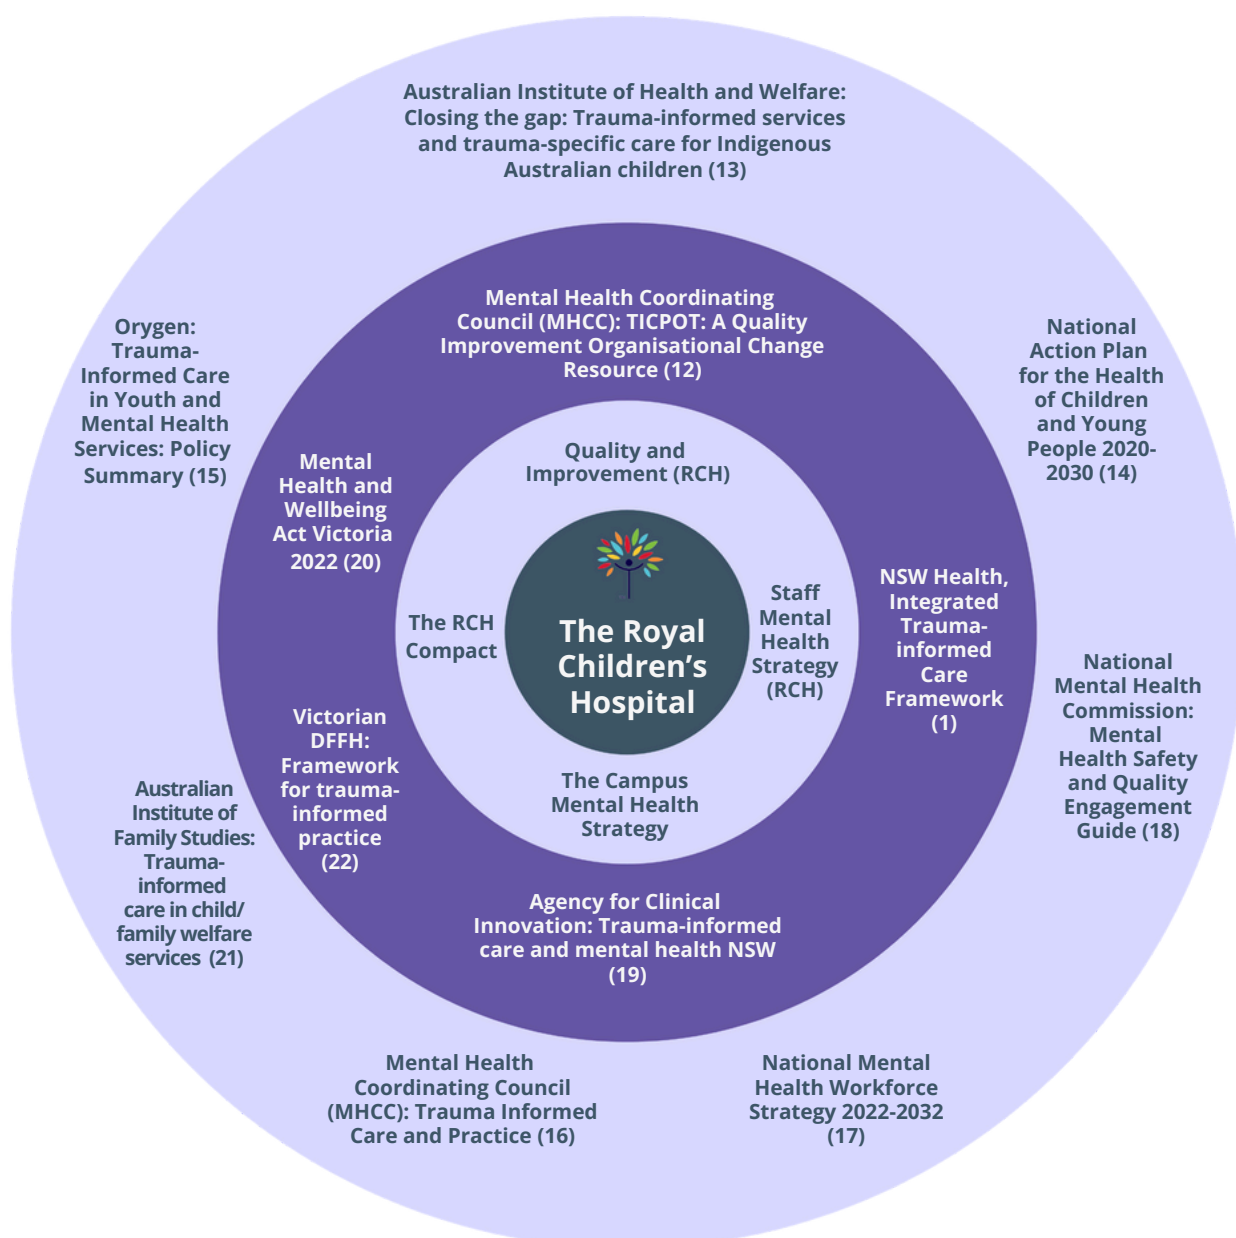 Australian Institute of Health and Welfare:
Closing the gap: Trauma-informed services
and trauma-specific care for Indigenous
Australian children (13)
Mental Health Coordinating
Council (MHCC): TICPOT: A Quality
Improvement Organisational Change
Resource (12)
Orygen:
Trauma-
Informed Care
in Youth and
Mental Health
Services: Policy
Summary (15)
National
Action Plan
for the Health
of Children
and Young
People 2020-
2030 (14)
Quality and
Improvement (RCH)
Mental
Health and
Wellbeing
Act Victoria
2022 (20)
The RCH
Compact
The Royal
Children’s
Hospital
Staff
Mental
Health
Strategy
(RCH)
NSW Health,
Integrated
Trauma-
informed
Care
Framework
(1)
National
Mental Health
Commission:
Mental
Health Safety
and Quality
Engagement
Guide (18)
Victorian
DFFH:
Framework
for trauma-
informed
practice
(22)
The Campus
Mental Health
Strategy
Australian
Institute of
Family Studies:
Trauma-
informed
care in child/
family welfare
services (21)
Agency for Clinical
Innovation: Trauma-informed
care and mental health NSW
(19)
Mental Health
Coordinating Council
(MHCC): Trauma Informed
Care and Practice (16)
National Mental
Health Workforce
Strategy 2022-2032
(17)